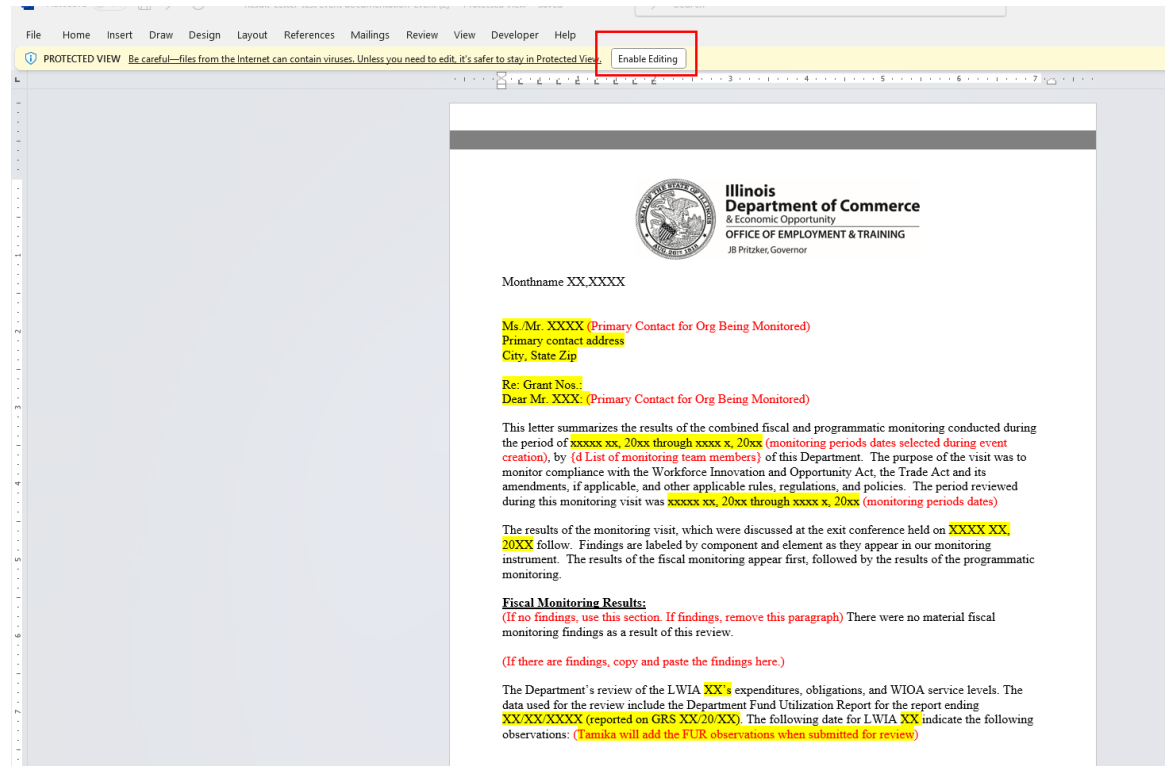 File Home Insert Draw Design Layout References Mailings Review View Developer Help
PROTECTED VIEW Be careful—files from the Internet can contain viruses. Unless you need to edit, it's safer to stay in Protected View. Enable Editing
3 4 5 6 7
Illinois
Department of Commerce
& Economic Opportunity
OFFICE OF EMPLOYMENT & TRAINING
JB Pritzker, Governor
Monthname XX,XXXX
Ms./Mr. XXXX (Primary Contact for Org Being Monitored)
Primary contact address
City, State Zip
Re: Grant Nos.:
Dear Mr. XXX: (Primary Contact for Org Being Monitored)
This letter summarizes the results of the combined fiscal and programmatic monitoring conducted during
the period of xxxxx xx, 20xx through xxxx x, 20xx (monitoring periods dates selected during event
creation), by {d List of monitoring team members} of this Department. The purpose of the visit was to
monitor compliance with the Workforce Innovation and Opportunity Act, the Trade Act and its
amendments, if applicable, and other applicable rules, regulations, and policies. The period reviewed
during this monitoring visit was xxxxx xx, 20xx through xxxx x, 20xx (monitoring periods dates)
The results of the monitoring visit, which were discussed at the exit conference held on XXXX XX,
20XX follow. Findings are labeled by component and element as they appear in our monitoring
instrument. The results of the fiscal monitoring appear first, followed by the results of the programmatic
monitoring.
Fiscal Monitoring Results:
(If no findings, use this section. If findings, remove this paragraph) There were no material fiscal
monitoring findings as a result of this review.
(If there are findings, copy and paste the findings here.)
The Department's review of the LWIA XX's expenditures, obligations, and WIOA service levels. The
data used for the review include the Department Fund Utilization Report for the report ending
XX/XX/XXXX (reported on GRS XX/20/XX). The following date for LWIA XX indicate the following
observations: (Tamika will add the FUR observations when submitted for review)